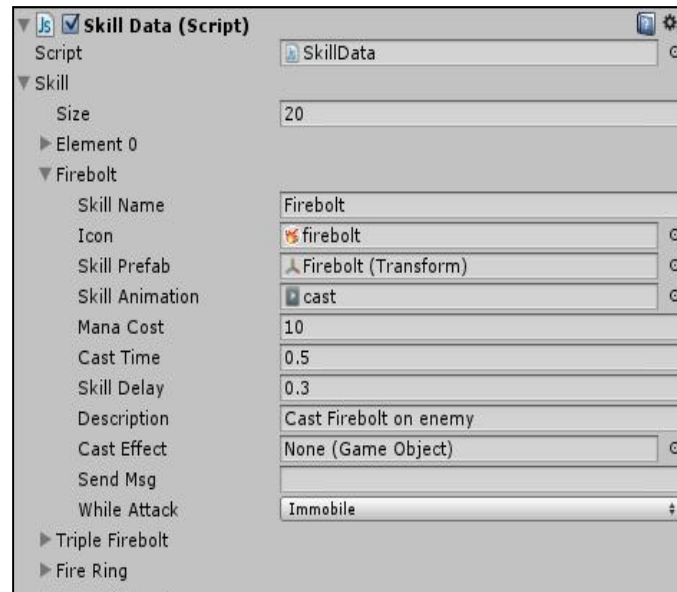 Js Skill Data (Script)
Script SkillData
Skill
Size 20
Element 0
Firebolt
Skill Name Firebolt
Icon firebolt
Skill Prefab Firebolt (Transform)
Skill Animation cast
Mana Cost 10
Cast Time 0.5
Skill Delay 0.3
Description Cast Firebolt on enemy
Cast Effect None (Game Object)
Send Msg
While Attack Immobile
Triple Firebolt
Fire Ring